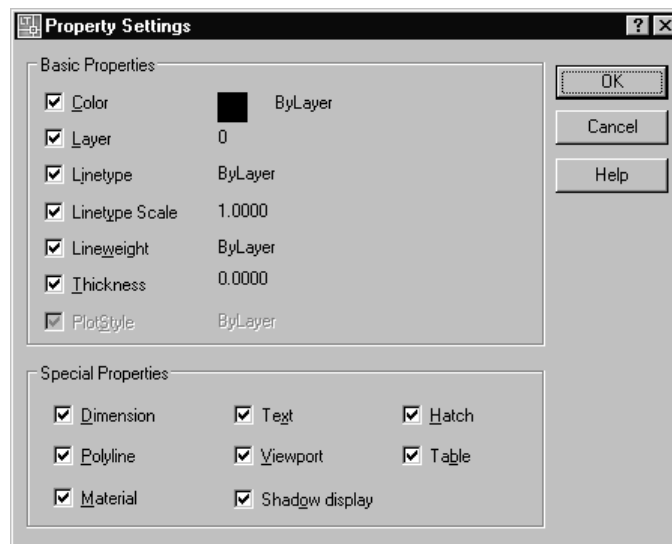 Property Settings
Basic Properties
Color ByLayer
Layer 0
Linetype ByLayer
Linetype Scale 1.0000
Lineweight ByLayer
Thickness 0.0000
PlotStyle ByLayer
Special Properties
Dimension Text Hatch
Polyline Viewport Table
Material Shadow display
OK
Cancel
Help